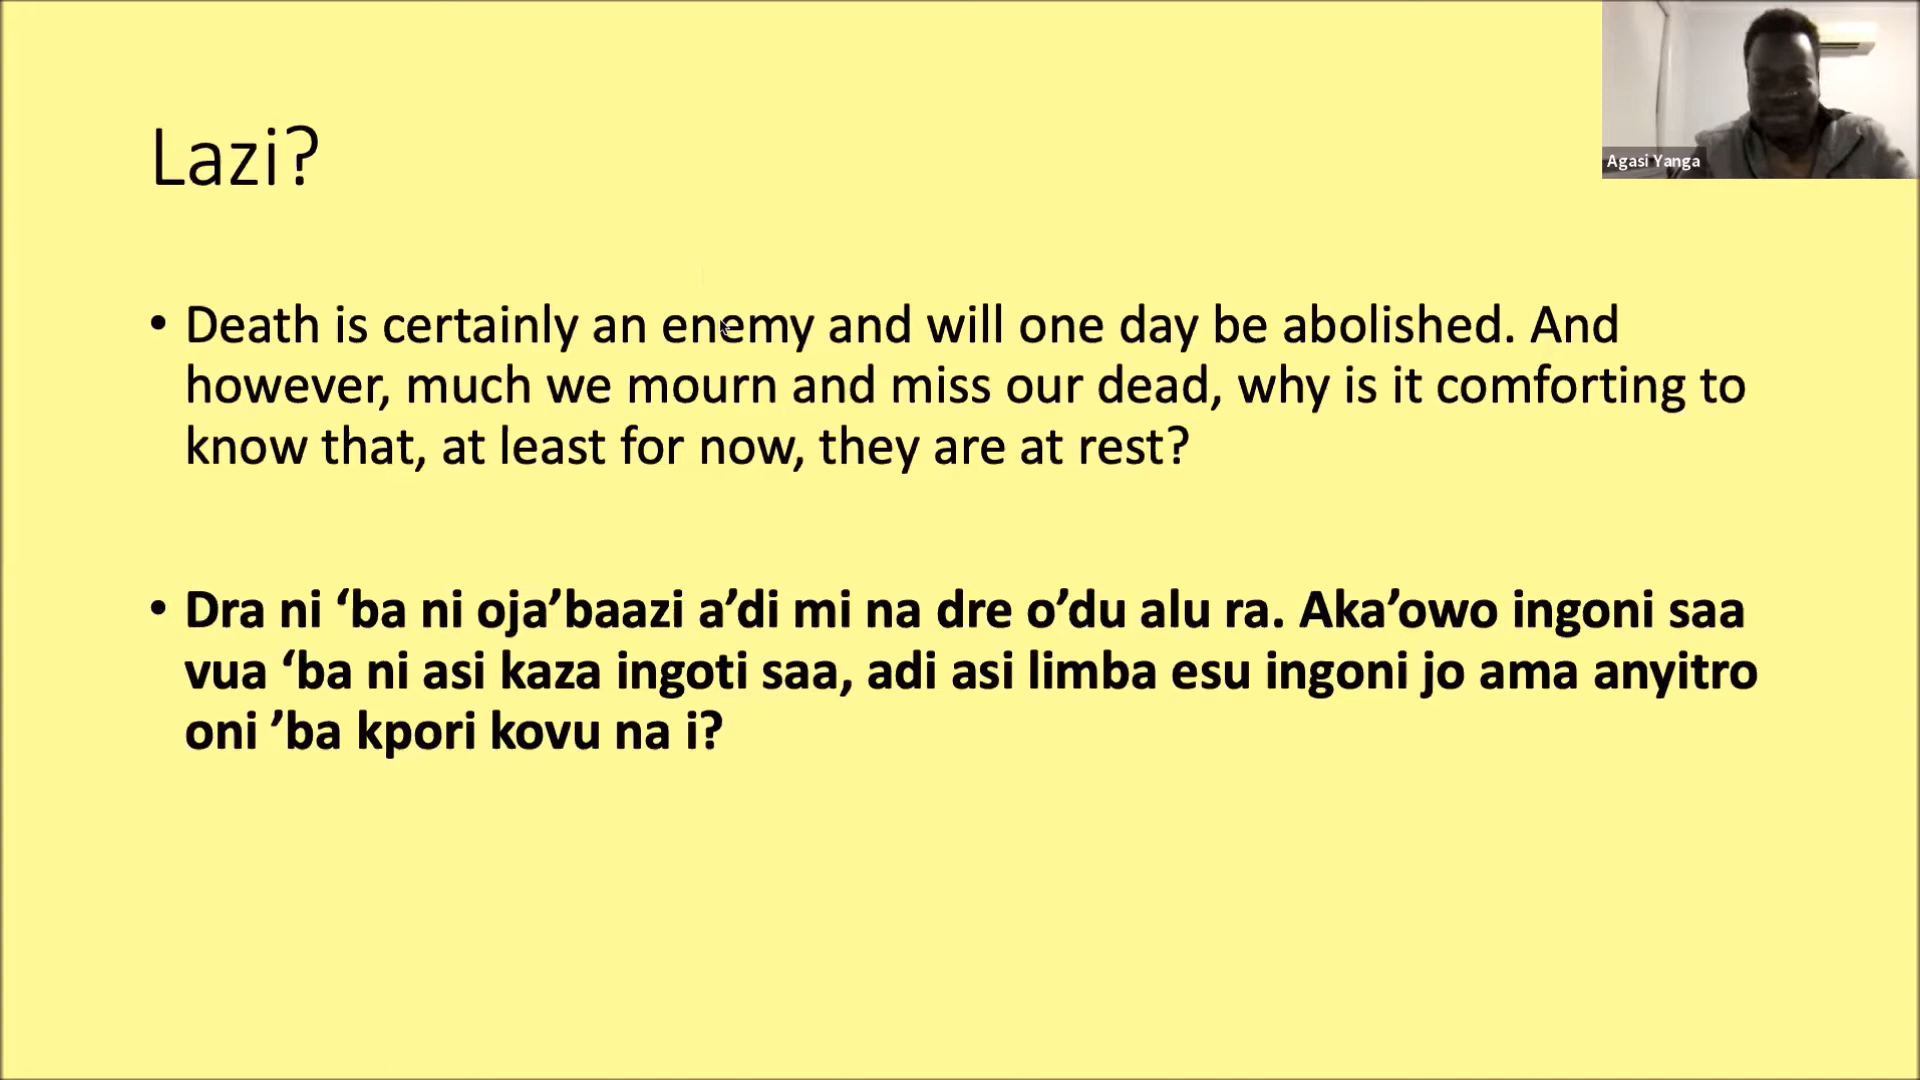 Lazi?
Agasi Yanga
• Death is certainly an enemy and will one day be abolished. And
however, much we mourn and miss our dead, why is it comforting to
know that, at least for now, they are at rest?
• Dra ni ‘ba ni oja’baazi a’di mi na dre o’du alu ra. Aka’owo ingoni saa
vua ‘ba ni asi kaza ingoti saa, adi asi limba esu ingoni jo ama anyitro
oni ’ba kpori kovu na i?